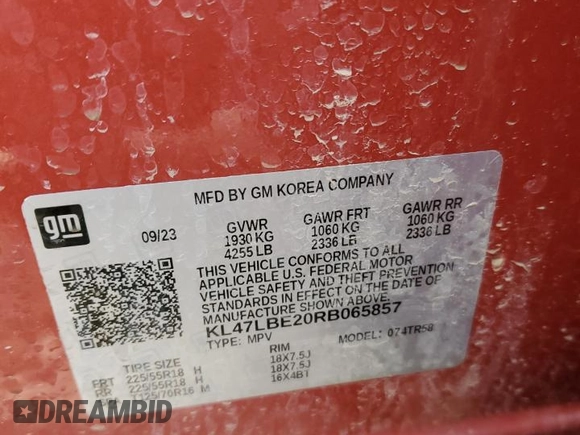 MFD BY GM KOREA COMPANY
gm
09/23
GVWR GAWR FRT GAWR RR
1930 KG 1060 KG 1060 KG
4255 LB 2336 LB 2336 LB
THIS VEHICLE CONFORMS TO ALL
APPLICABLE U.S. FEDERAL MOTOR
VEHICLE SAFETY AND THEFT PREVENTION
STANDARDS IN EFFECT ON THE DATE OF
MANUFACTURE SHOWN ABOVE.
KL47LBE20RB065857
TYPE: MPV MODEL: 074TR58
TIRE SIZE RIM
FRT 225/55R18 H 18X7.5J
RR 225/55R18 H 18X7.5J
M 16X4BT
DREAMBID